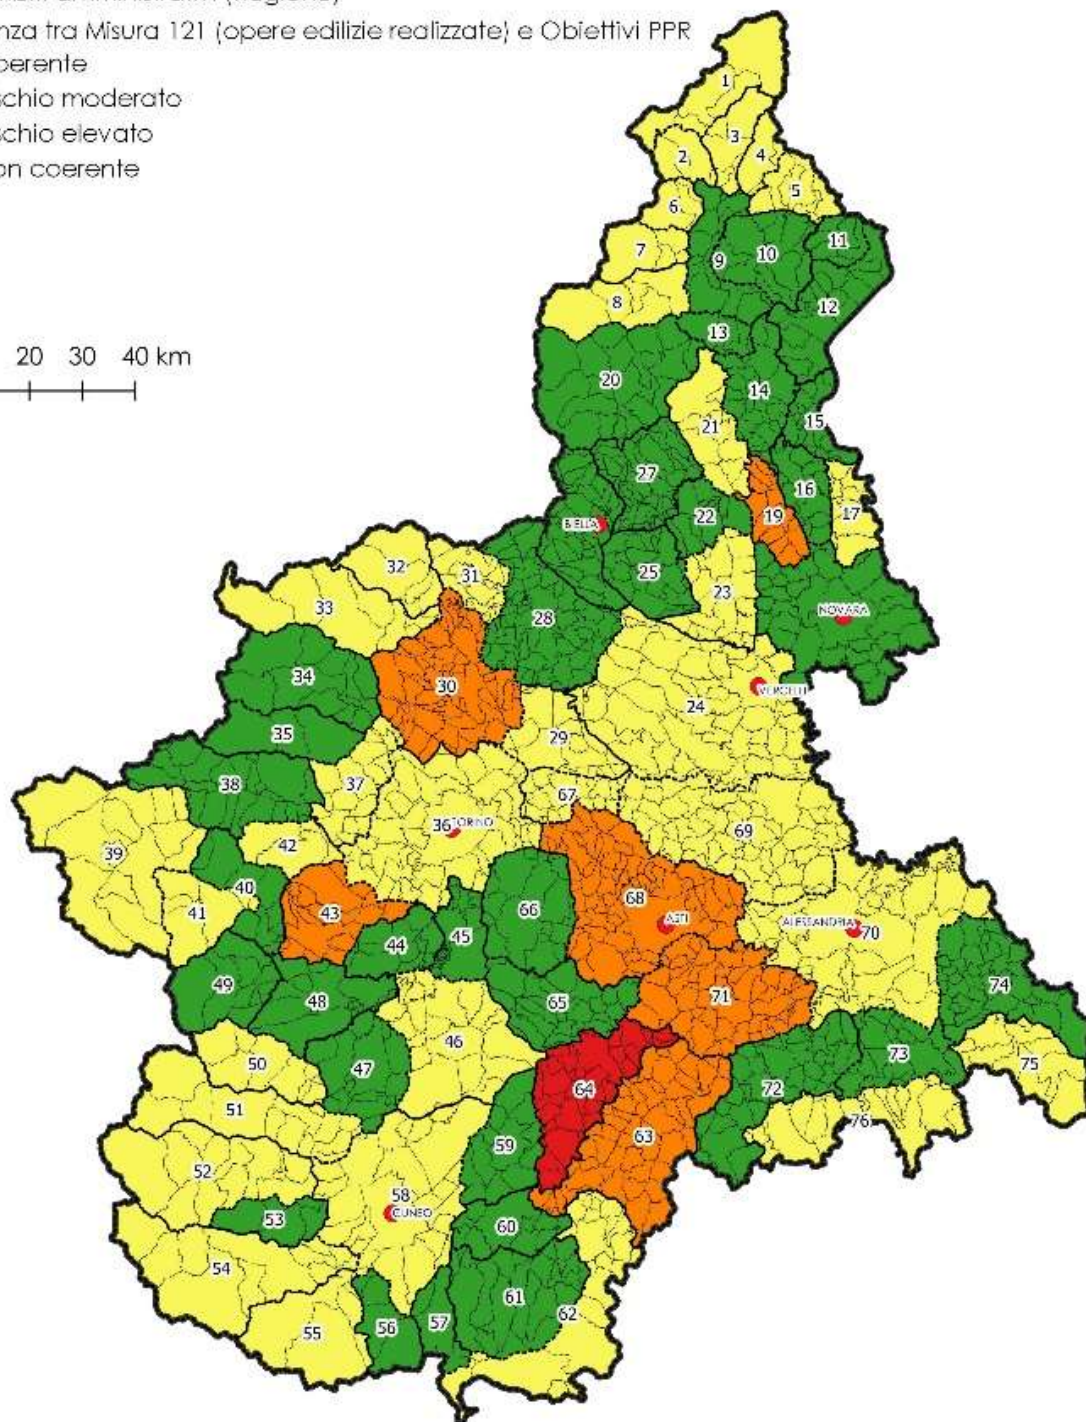 (Regione)
nza tra Misura 121 (opere edilizie realizzate) e Obiettivi PPR
oerente
schio moderato
schio elevato
on coerente
20 30 40 km
1
3
2 4
5
6
11
7 9 10
8 12
13
20 14
21 15
27 16
22 19 17
BIELLA
32 31 25
33 28 23
NOVARA
34 30
24 VERCELLI
35 29
38 37 67
36 TORINO
39 42 69
40 68
41 43 66 ASTI
44 45 ALESSANDRIA 70
49 48 65 71 74
46 73
50 47 64 72 75
51 59 63 76
52 58
53 CUNEO 60
54 61
55 56 57 62